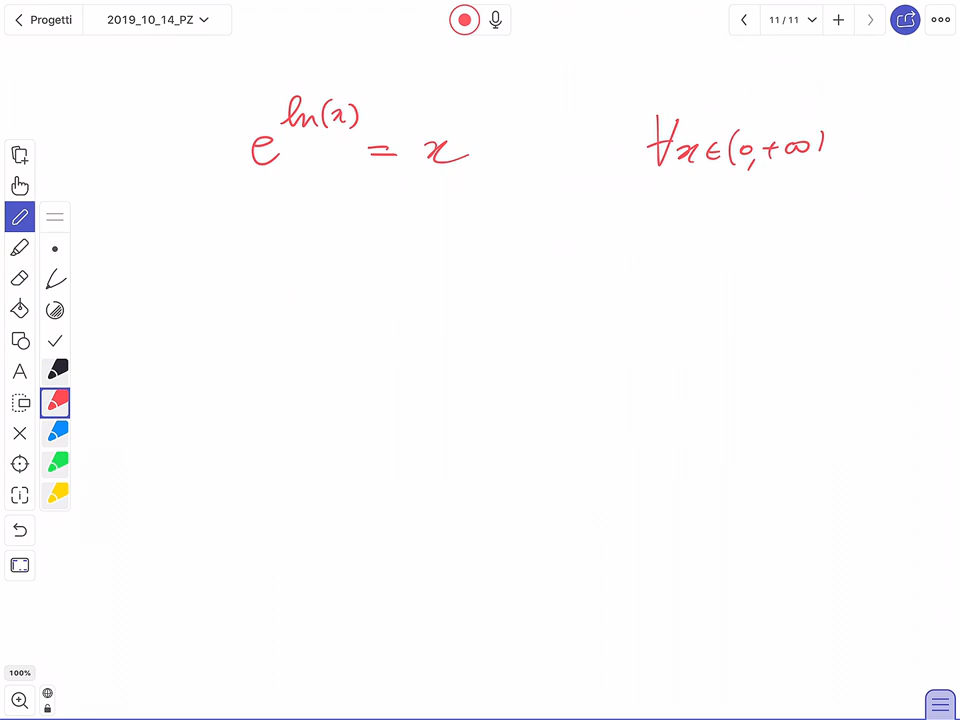 Progetti 2019_10_14_PZ 11/11
e^{ln(x)} = x ∀x∈(0,+∞)
A
100%